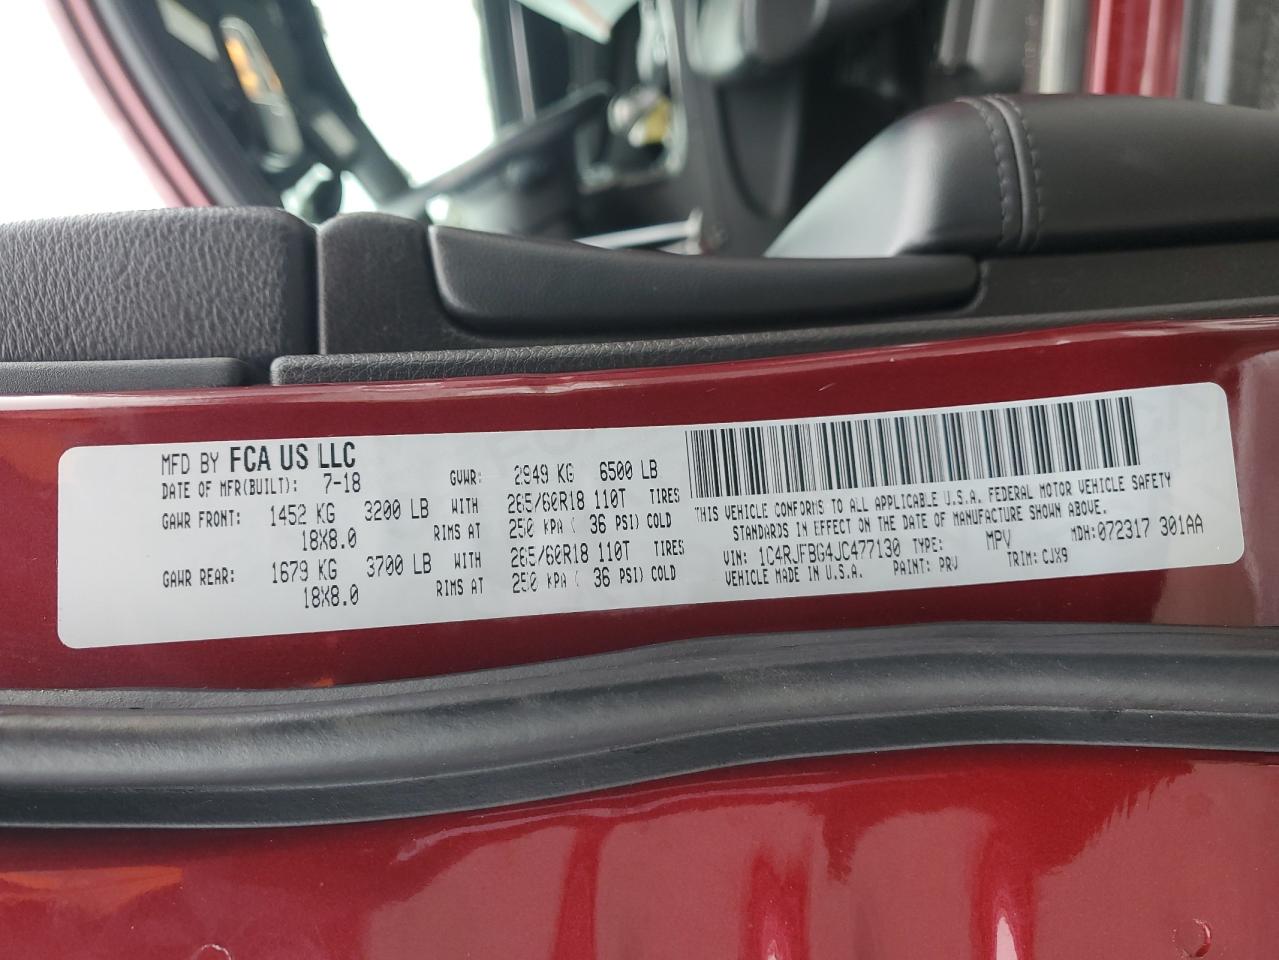 MFD BY FCA US LLC
DATE OF MFR(BUILT): 7-18
GVWR: 2949 KG 6500 LB
GAWR FRONT: 1452 KG 3200 LB WITH 265/60R18 110T TIRES
18X8.0 RIMS AT 250 KPA ( 36 PSI) COLD
GAWR REAR: 1679 KG 3700 LB WITH 265/60R18 110T TIRES
18X8.0 RIMS AT 250 KPA ( 36 PSI) COLD
THIS VEHICLE CONFORMS TO ALL APPLICABLE U.S.A. FEDERAL MOTOR VEHICLE SAFETY
STANDARDS IN EFFECT ON THE DATE OF MANUFACTURE SHOWN ABOVE.
VIN: 1C4RJFBG4JC477130 TYPE: MPV MDH:072317 301AA
VEHICLE MADE IN U.S.A. PAINT: PRV TRIM: CJX9